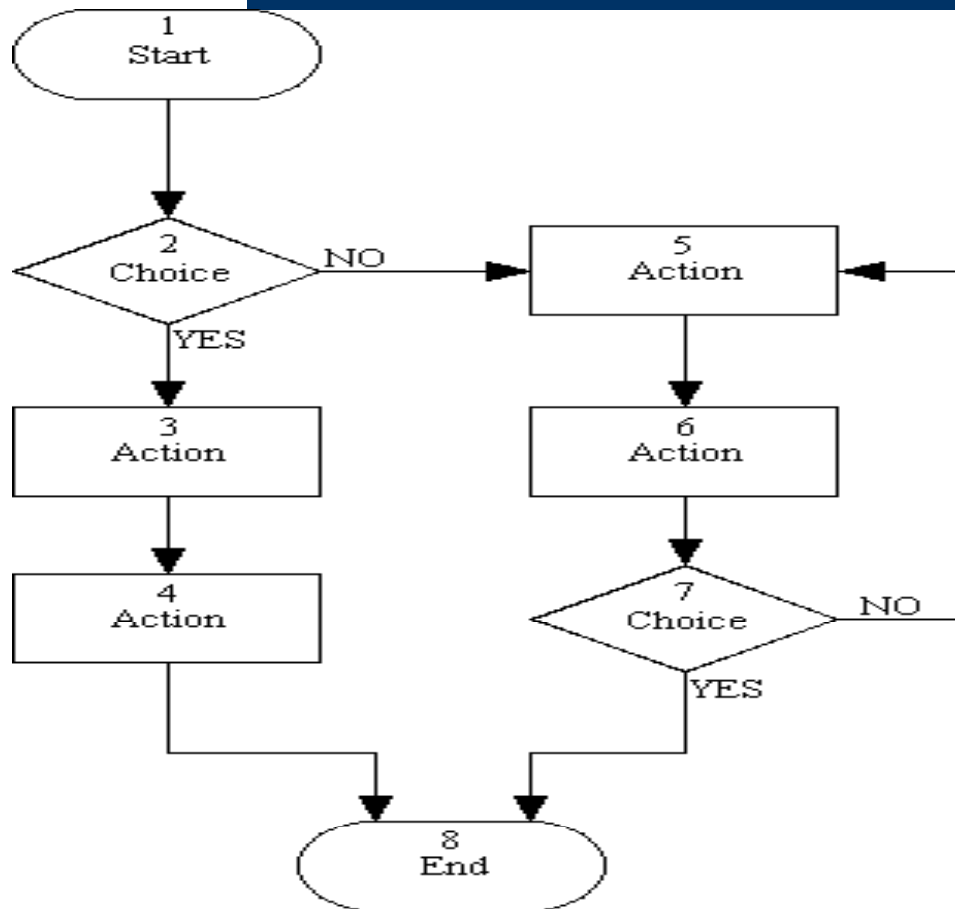 1
Start
2
Choice
NO
YES
3
Action
4
Action
5
Action
6
Action
7
Choice
NO
YES
8
End